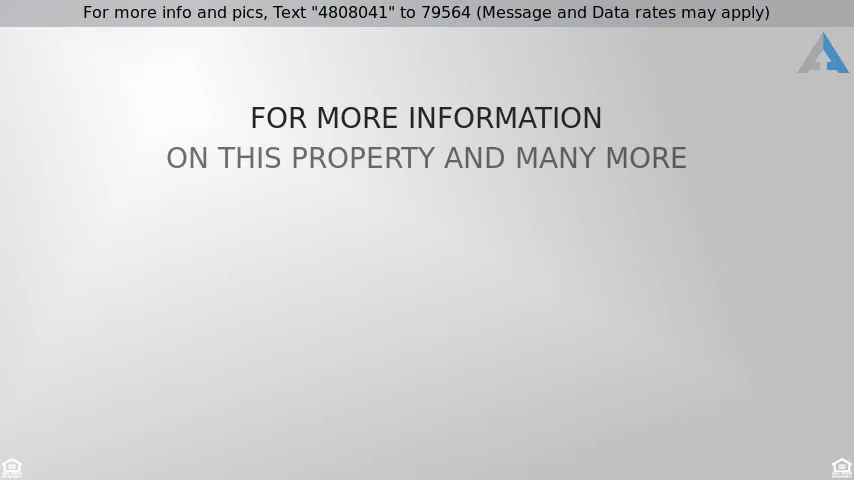 For more info and pics, Text "4808041" to 79564 (Message and Data rates may apply)
FOR MORE INFORMATION
ON THIS PROPERTY AND MANY MORE